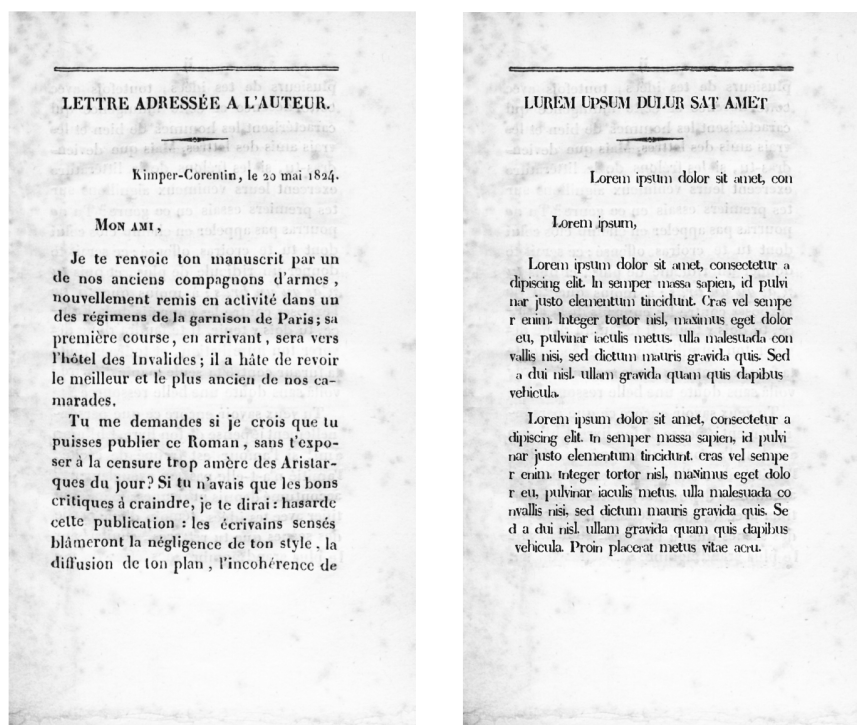 LETTRE ADRESSÉE A L'AUTEUR.
Kimper-Corentin, le 20 mai 1824.
MON AMI,
Je te renvoie ton manuscrit par un
de nos anciens compagnons d'armes,
nouvellement remis en activité dans un
des régimens de la garnison de Paris; sa
première course, en arrivant, sera vers
l'hôtel des Invalides; il a hâte de revoir
le meilleur et le plus ancien de nos ca-
marades.
Tu me demandes si je crois que tu
puisses publier ce Roman, sans t'expo-
ser à la censure trop amère des Aristar-
ques du jour? Si tu n'avais que les bons
critiques à craindre, je te dirai: hasarde
cette publication: les écrivains sensés
blâmeront la négligence de ton style, la
diffusion de ton plan, l'incohérence de
LUREM UPSUM DULUR SAT AMET
Lorem ipsum dolor sit amet, con
Lorem ipsum,
Lorem ipsum dolor sit amet, consectetur a
dipiscing elit. In semper massa sapien, id pulvi
nar justo elementum tincidunt. Cras vel sempe
r enim. Integer tortor nisl, maximus eget dolor
eu, pulvinar iaculis metus. ulla malesuada con
vallis nisi, sed dictum mauris gravida quis. Sed
a dui nisl. ullam gravida quam quis dapibus
vehicula.
Lorem ipsum dolor sit amet, consectetur a
dipiscing elit. in semper massa sapien, id pulvi
nar justo elementum tincidunt. cras vel sempe
r enim. integer tortor nisl, maNimus eget dolo
r eu, pulvinar iaculis metus. ulla malesuada co
nvallis nisi, sed dictum mauris gravida quis. Se
d a dui nisl. ullam gravida quam quis dapibus
vehicula. Proin placerat metus vitae acru.